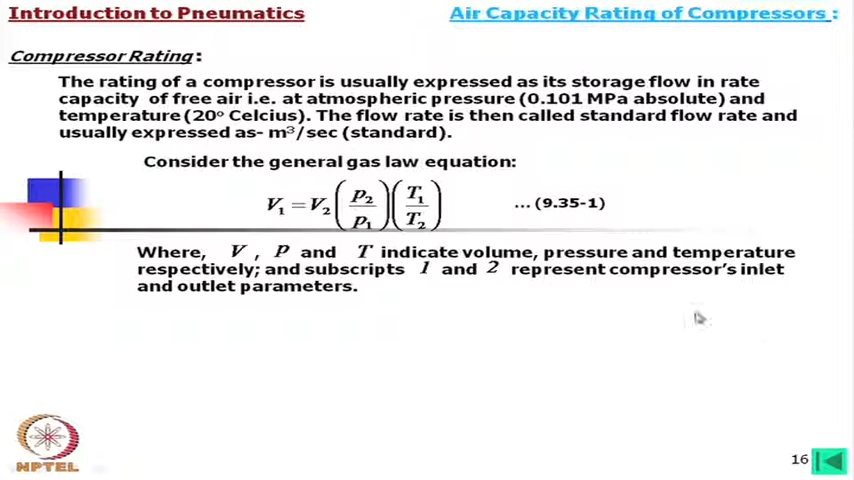 Introduction to Pneumatics
Air Capacity Rating of Compressors :
Compressor Rating :
The rating of a compressor is usually expressed as its storage flow in rate
capacity of free air i.e. at atmospheric pressure (0.101 MPa absolute) and
temperature (20° Celcius). The flow rate is then called standard flow rate and
usually expressed as- m³/sec (standard).
Consider the general gas law equation:
V₁ = V₂ (p₂/p₁) (T₁/T₂) ... (9.35-1)
Where, V , p and T indicate volume, pressure and temperature
respectively; and subscripts 1 and 2 represent compressor's inlet
and outlet parameters.
NPTEL
16